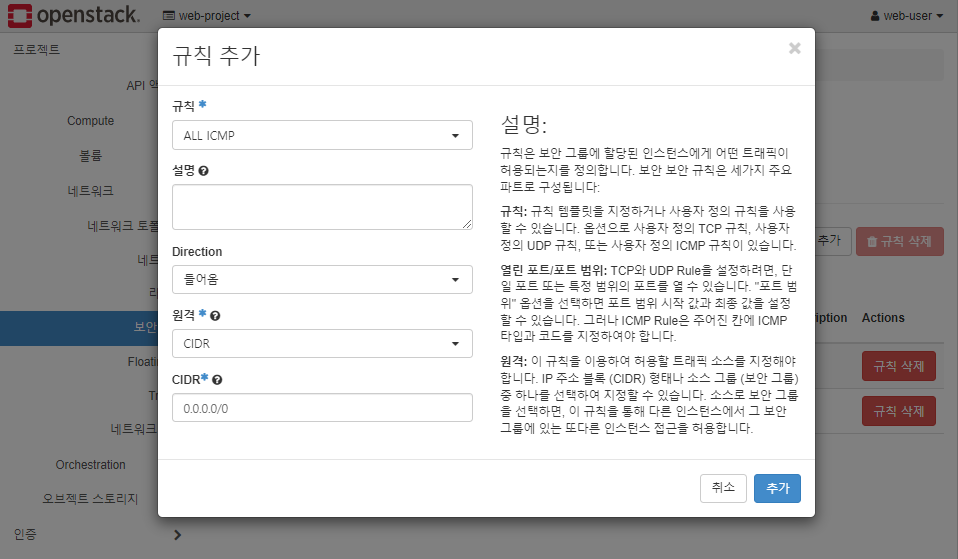 openstack.
web-project
web-user
프로젝트
API
Compute
볼륨
네트워크
네트워크 토폴
네트
보안
Floati
네트워크
Orchestration
오브젝트 스토리지
인증
추가
규칙 삭제
iption
Actions
규칙 삭제
규칙 삭제
규칙 추가
×
규칙 *
ALL ICMP
설명
Direction
들어옴
원격 *
CIDR
CIDR*
0.0.0.0/0
설명:
규칙은 보안 그룹에 할당된 인스턴스에게 어떤 트래픽이
허용되는지를 정의합니다. 보안 보안 규칙은 세가지 주요
파트로 구성됩니다:
규칙: 규칙 템플릿을 지정하거나 사용자 정의 규칙을 사용
할 수 있습니다. 옵션으로 사용자 정의 TCP 규칙, 사용자
정의 UDP 규칙, 또는 사용자 정의 ICMP 규칙이 있습니다.
열린 포트/포트 범위: TCP와 UDP Rule을 설정하려면, 단
일 포트 또는 특정 범위의 포트를 열 수 있습니다. "포트 범
위" 옵션을 선택하면 포트 범위 시작 값과 최종 값을 설정
할 수 있습니다. 그러나 ICMP Rule은 주어진 칸에 ICMP
타입과 코드를 지정하여야 합니다.
원격: 이 규칙을 이용하여 허용할 트래픽 소스를 지정해야
합니다. IP 주소 블록 (CIDR) 형태나 소스 그룹 (보안 그룹)
중 하나를 선택하여 지정할 수 있습니다. 소스로 보안 그룹
을 선택하면, 이 규칙을 통해 다른 인스턴스에서 그 보안
그룹에 있는 또다른 인스턴스 접근을 허용합니다.
취소
추가